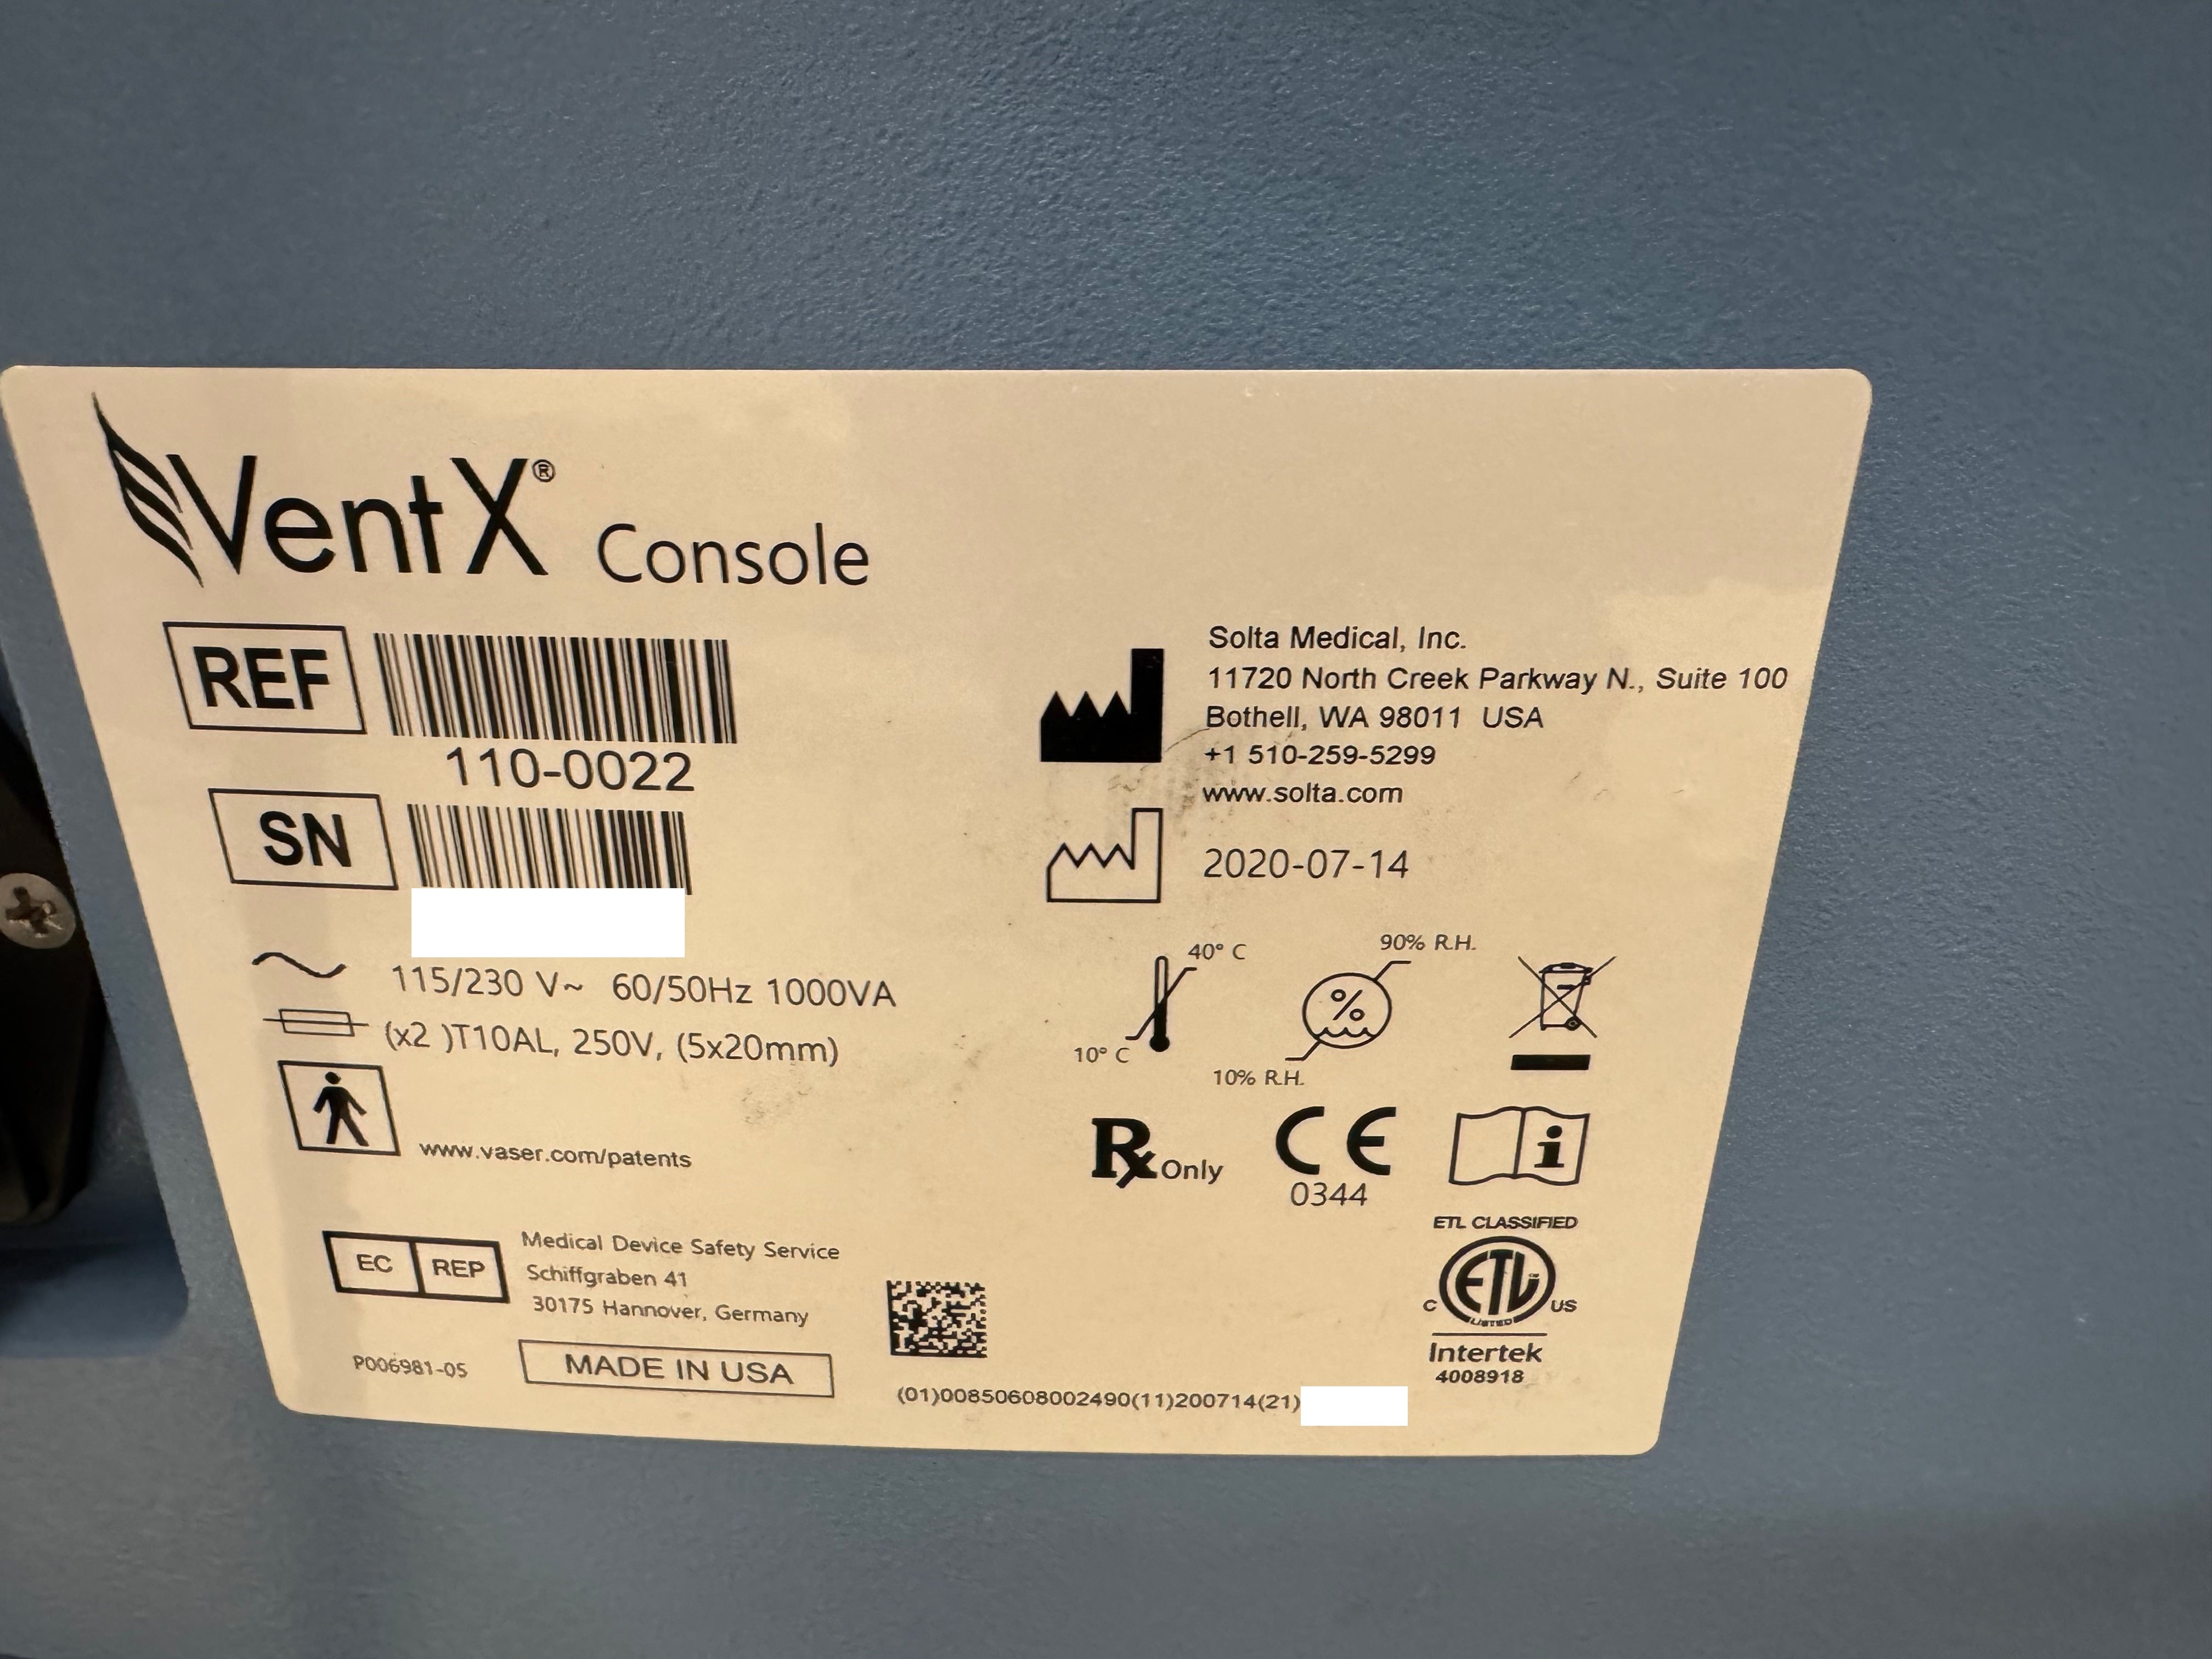 VentX® Console
REF
110-0022
SN
115/230 V~ 60/50Hz 1000VA
(x2 )T10AL, 250V, (5x20mm)
www.vaser.com/patents
EC REP
Medical Device Safety Service
Schiffgraben 41
30175 Hannover, Germany
P006981-05
MADE IN USA
Solta Medical, Inc.
11720 North Creek Parkway N., Suite 100
Bothell, WA 98011 USA
+1 510-259-5299
www.solta.com
2020-07-14
40° C
10° C
90% R.H.
%
10% R.H.
Rx Only
CE
0344
i
ETL CLASSIFIED
ETL
C US
LISTED
Intertek
4008918
(01)00850608002490(11)200714(21)